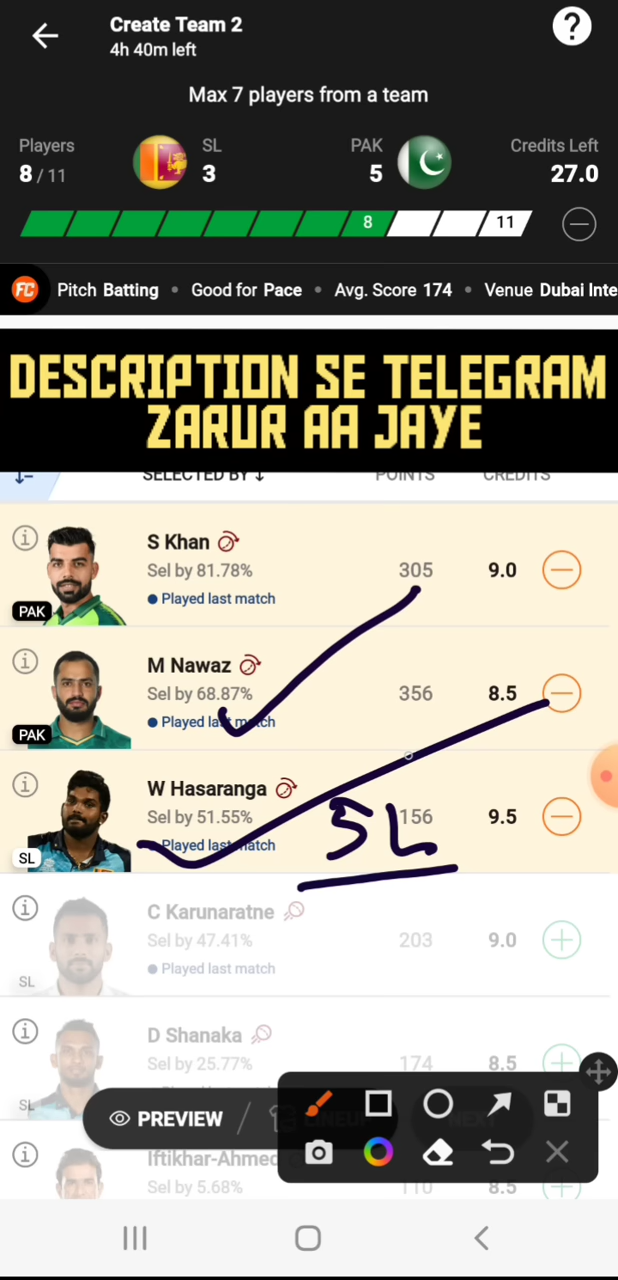 Create Team 2
4h 40m left
?
Max 7 players from a team
Players SL PAK Credits Left
8 / 11 3 5 27.0
8 11
FC Pitch Batting • Good for Pace • Avg. Score 174 • Venue Dubai Inte
DESCRIPTION SE TELEGRAM
ZARUR AA JAYE
SELECTED BY ↓ POINTS CREDITS
S Khan
Sel by 81.78% 305 9.0
Played last match
PAK
M Nawaz
Sel by 68.87% 356 8.5
Played last match
PAK
W Hasaranga
Sel by 51.55% 156 9.5
Played last match
SL
SL
C Karunaratne
Sel by 47.41% 203 9.0
Played last match
SL
D Shanaka
Sel by 25.77% 174 8.5
SL
PREVIEW / LINEUP NEXT
Iftikhar-Ahmed
Sel by 5.68% 110 8.5